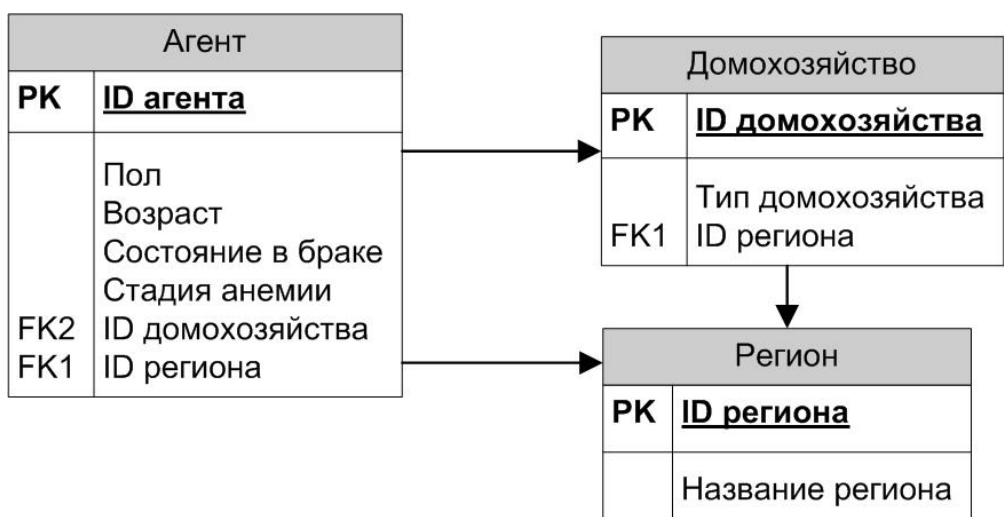 Агент
PK ID агента
Пол
Возраст
Состояние в браке
Стадия анемии
FK2 ID домохозяйства
FK1 ID региона
Домохозяйство
PK ID домохозяйства
Тип домохозяйства
FK1 ID региона
Регион
PK ID региона
Название региона